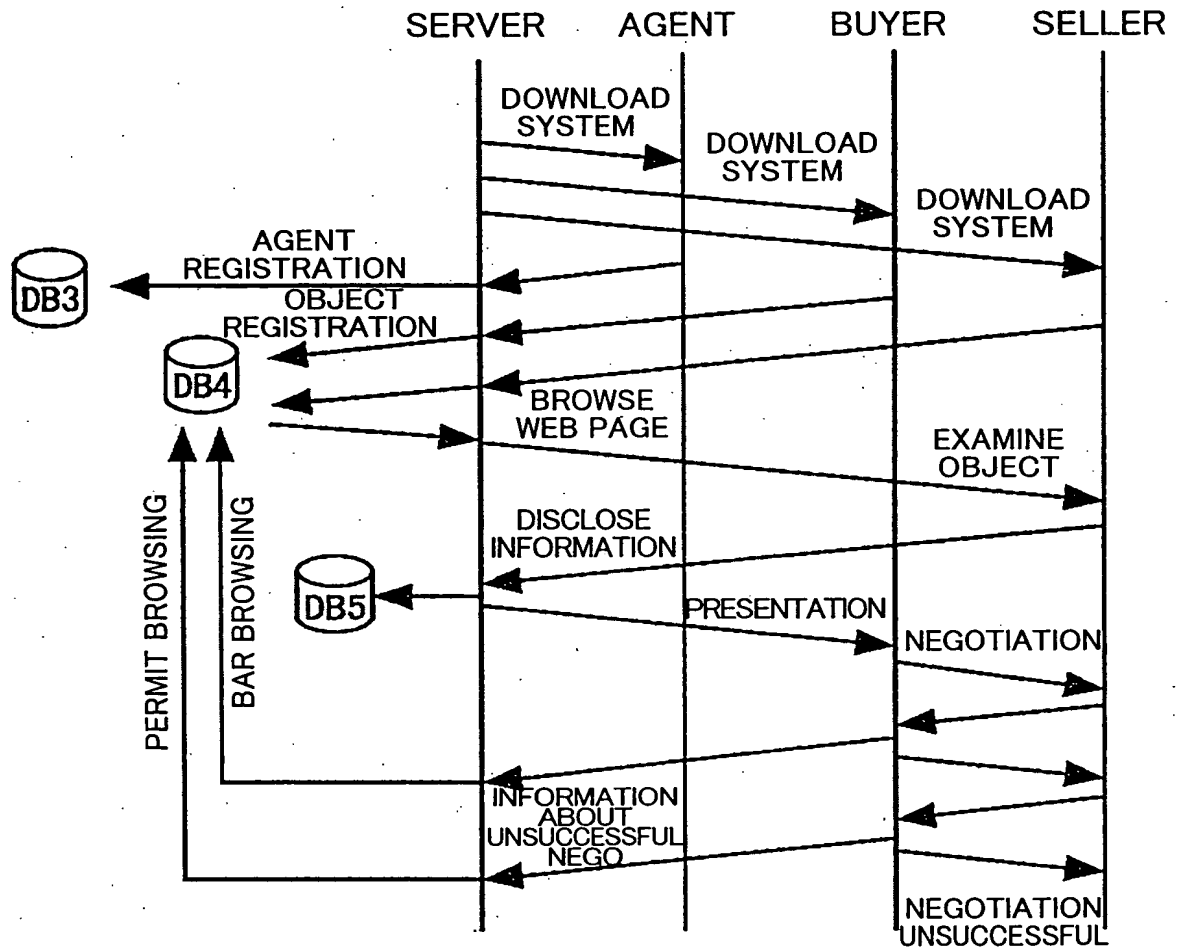 SERVER AGENT BUYER SELLER
DOWNLOAD
SYSTEM
DOWNLOAD
SYSTEM
DOWNLOAD
SYSTEM
AGENT
REGISTRATION
DB3
OBJECT
REGISTRATION
DB4
BROWSE
WEB PAGE
EXAMINE
OBJECT
PERMIT BROWSING
BAR BROWSING
DISCLOSE
INFORMATION
DB5
PRESENTATION
NEGOTIATION
INFORMATION
ABOUT
UNSUCCESSFUL
NEGO
NEGOTIATION
UNSUCCESSFUL